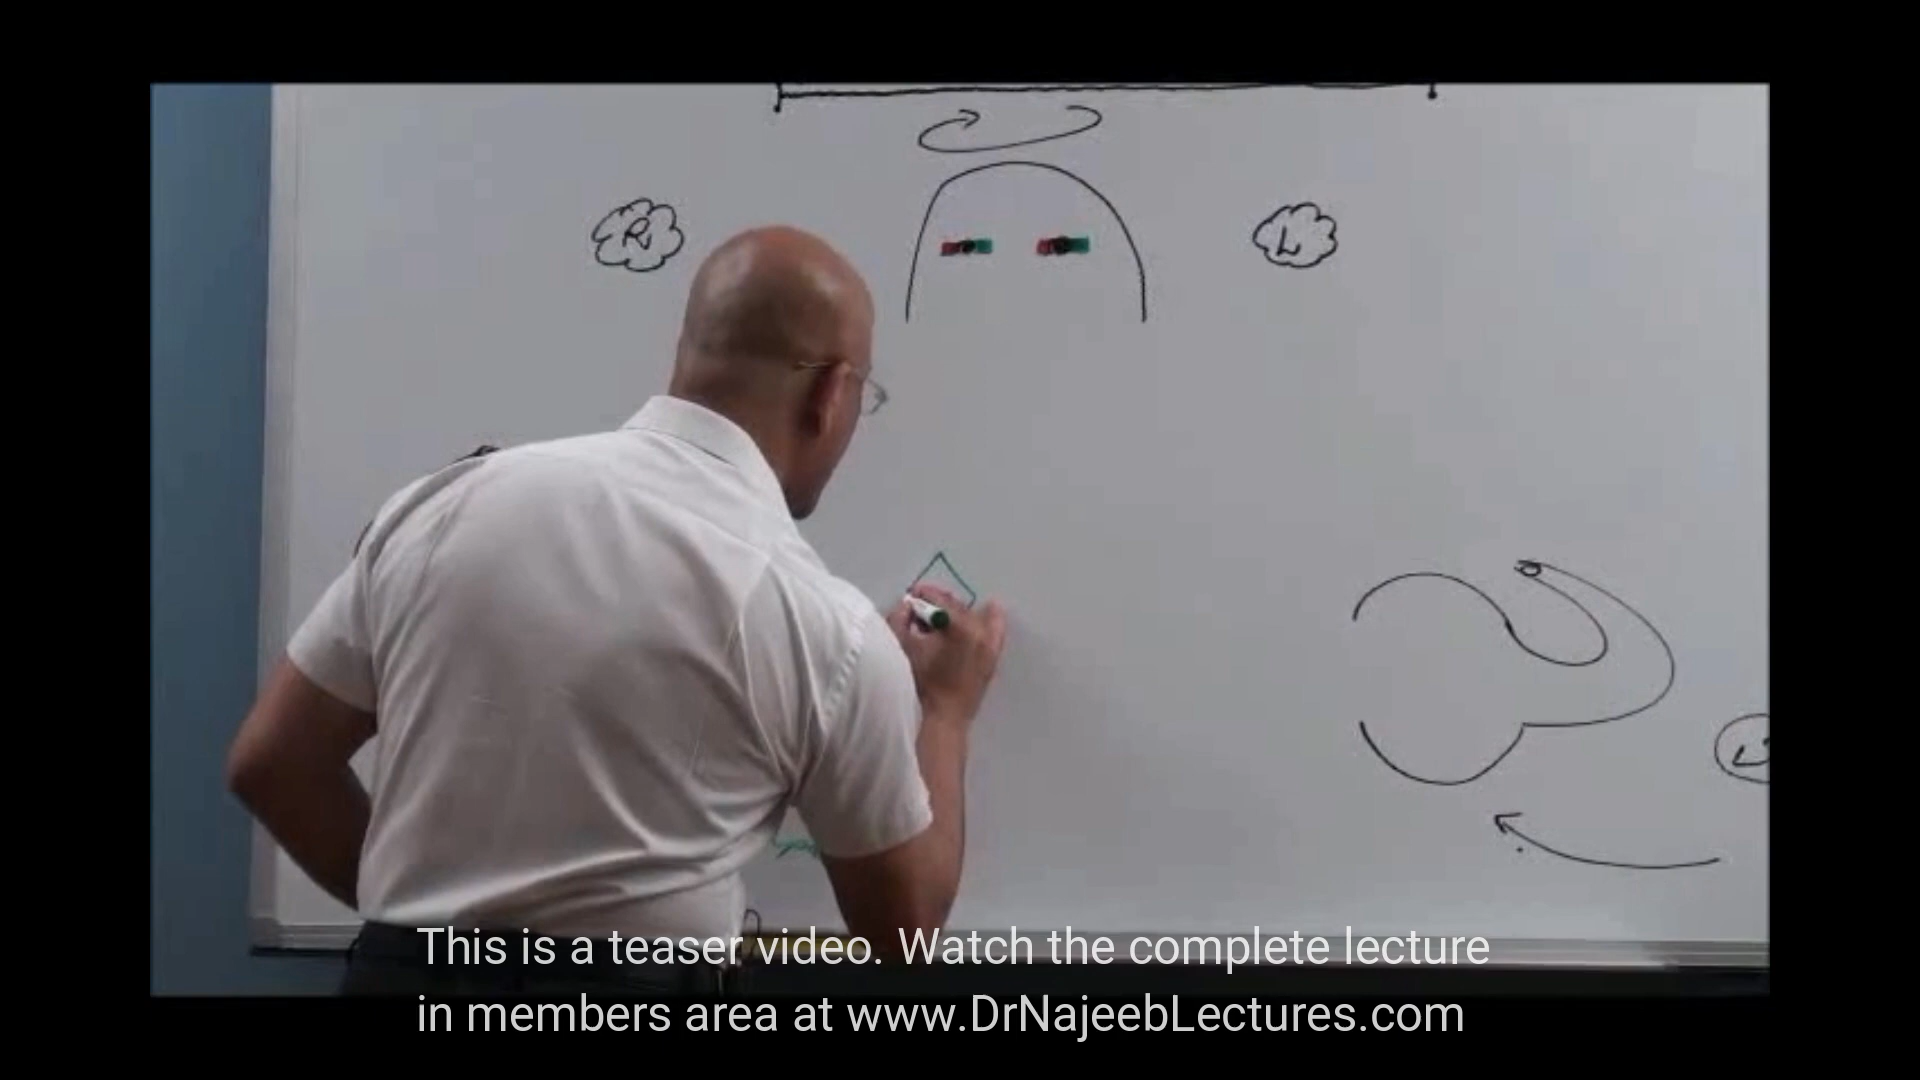 R
L
L
This is a teaser video. Watch the complete lecture
in members area at www.DrNajeebLectures.com